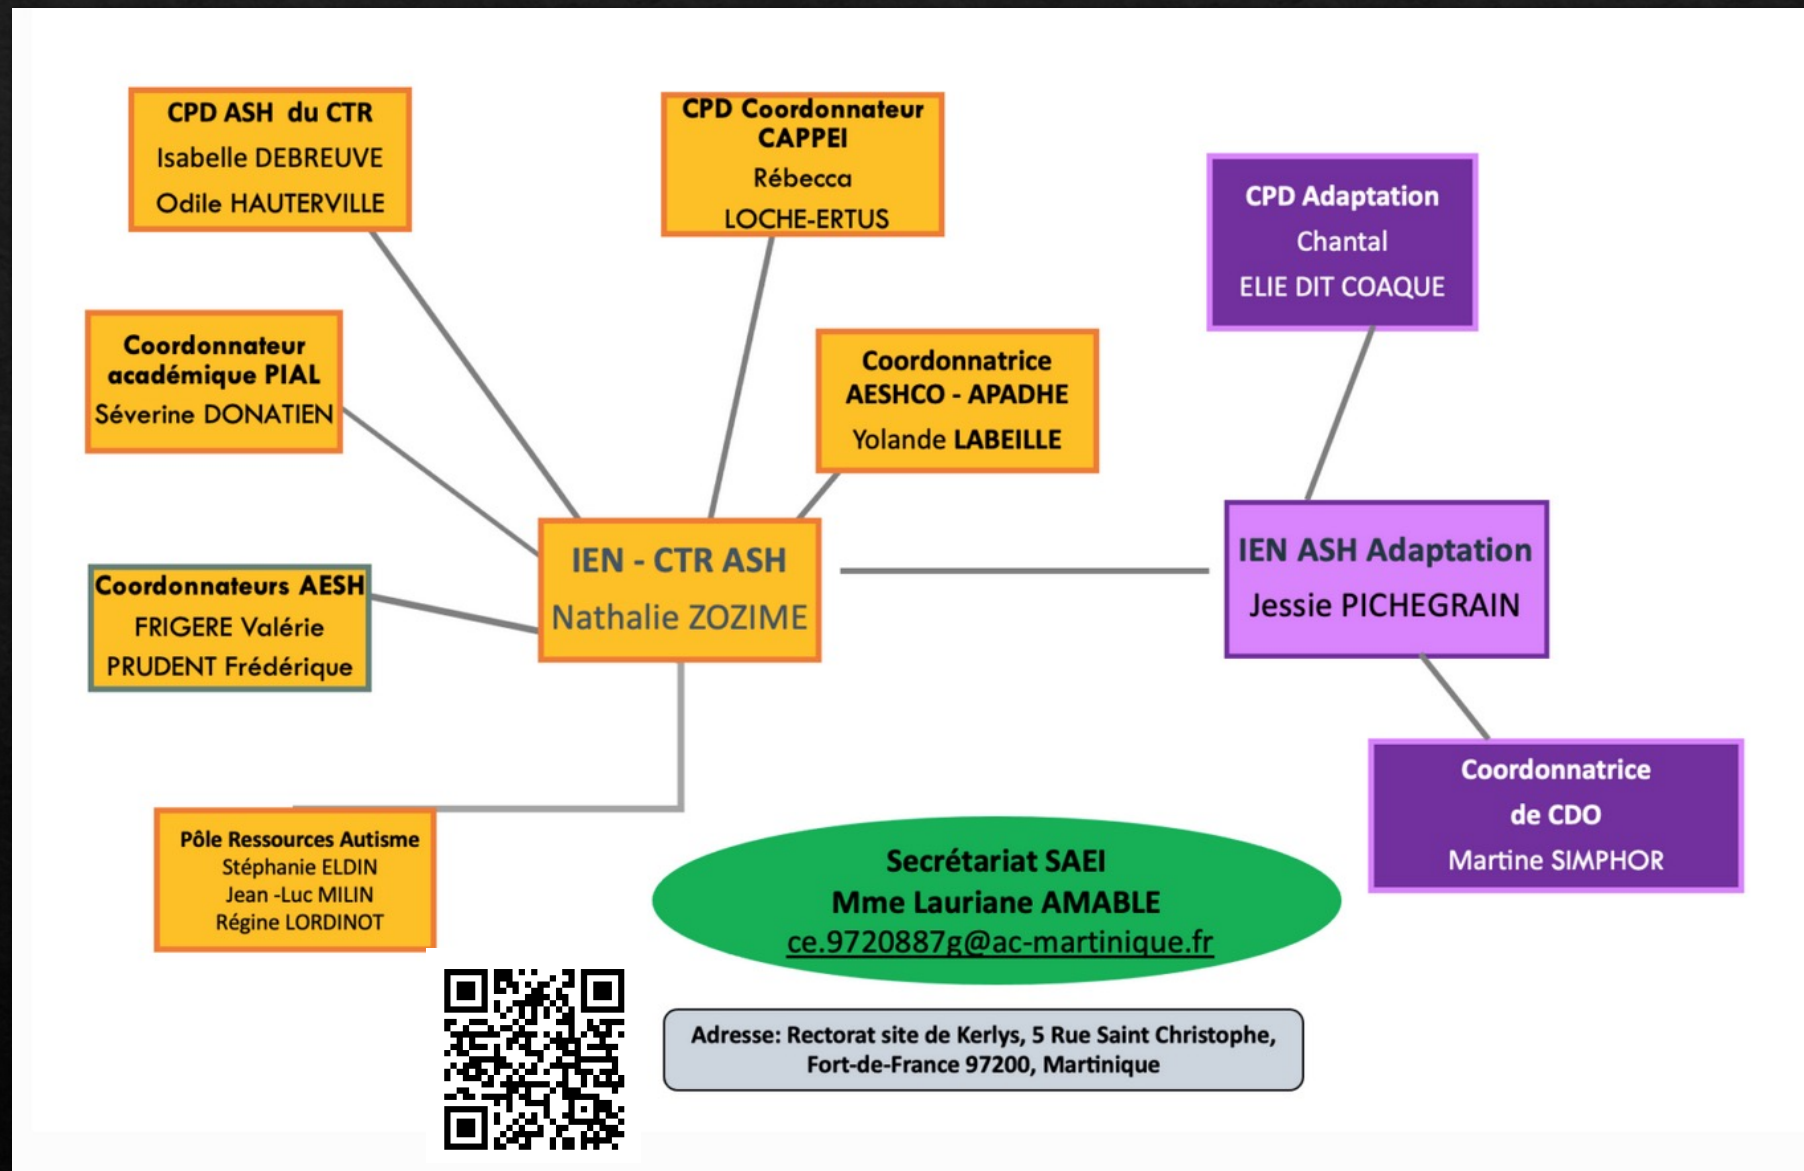 CPD ASH du CTR
Isabelle DEBREUVE
Odile HAUTERVILLE
CPD Coordonnateur
CAPPEI
Rébecca
LOCHE-ERTUS
CPD Adaptation
Chantal
ELIE DIT COAQUE
Coordonnateur
académique PIAL
Séverine DONATIEN
Coordonnatrice
AESHCO - APADHE
Yolande LABEILLE
IEN - CTR ASH
Nathalie ZOZIME
IEN ASH Adaptation
Jessie PICHEGRAIN
Coordonnateurs AESH
FRIGERE Valérie
PRUDENT Frédérique
Coordonnatrice
de CDO
Martine SIMPHOR
Pôle Ressources Autisme
Stéphanie ELDIN
Jean -Luc MILIN
Régine LORDINOT
Secrétariat SAEI
Mme Lauriane AMABLE
ce.9720887g@ac-martinique.fr
Adresse: Rectorat site de Kerlys, 5 Rue Saint Christophe,
Fort-de-France 97200, Martinique